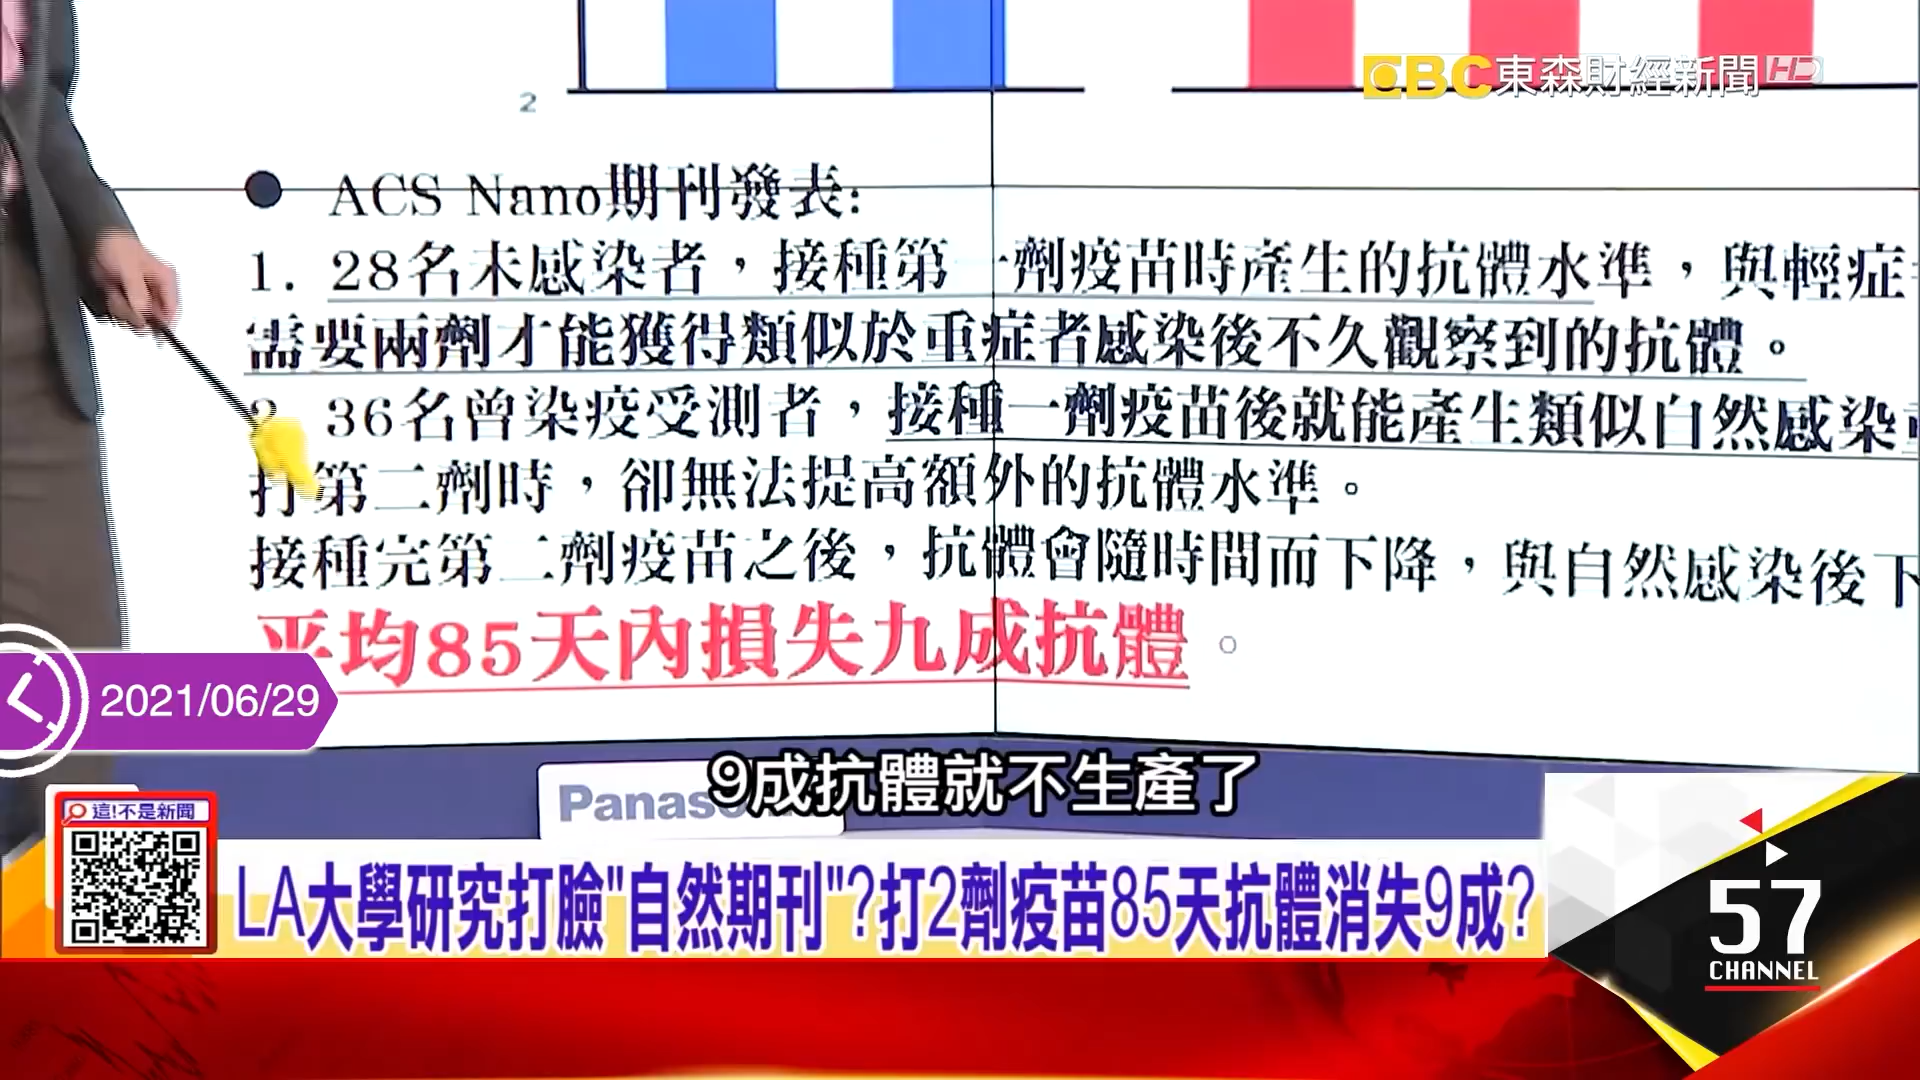 EBC東森財經新聞HD
2
ACS Nano期刊發表:
1. 28名未感染者，接種第一劑疫苗時產生的抗體水準，與輕症
需要兩劑才能獲得類似於重症者感染後不久觀察到的抗體。
36名曾染疫受測者，接種一劑疫苗後就能產生類似自然感染
打第二劑時，卻無法提高額外的抗體水準。
接種完第二劑疫苗之後，抗體會隨時間而下降，與自然感染後下
平均85天內損失九成抗體。
2021/06/29
9成抗體就不生產了
這!不是新聞
LA大學研究打臉"自然期刊"?打2劑疫苗85天抗體消失9成?
57
CHANNEL